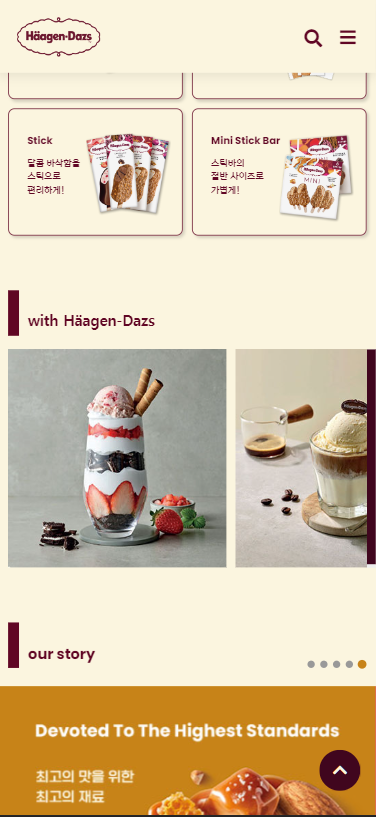 Häagen-Dazs
Stick
달콤 바삭함을
스틱으로
편리하게!
Mini Stick Bar
스틱바의
절반 사이즈로
가볍게!
MINI
with Häagen-Dazs
our story
Devoted To The Highest Standards
최고의 맛을 위한
최고의 재료